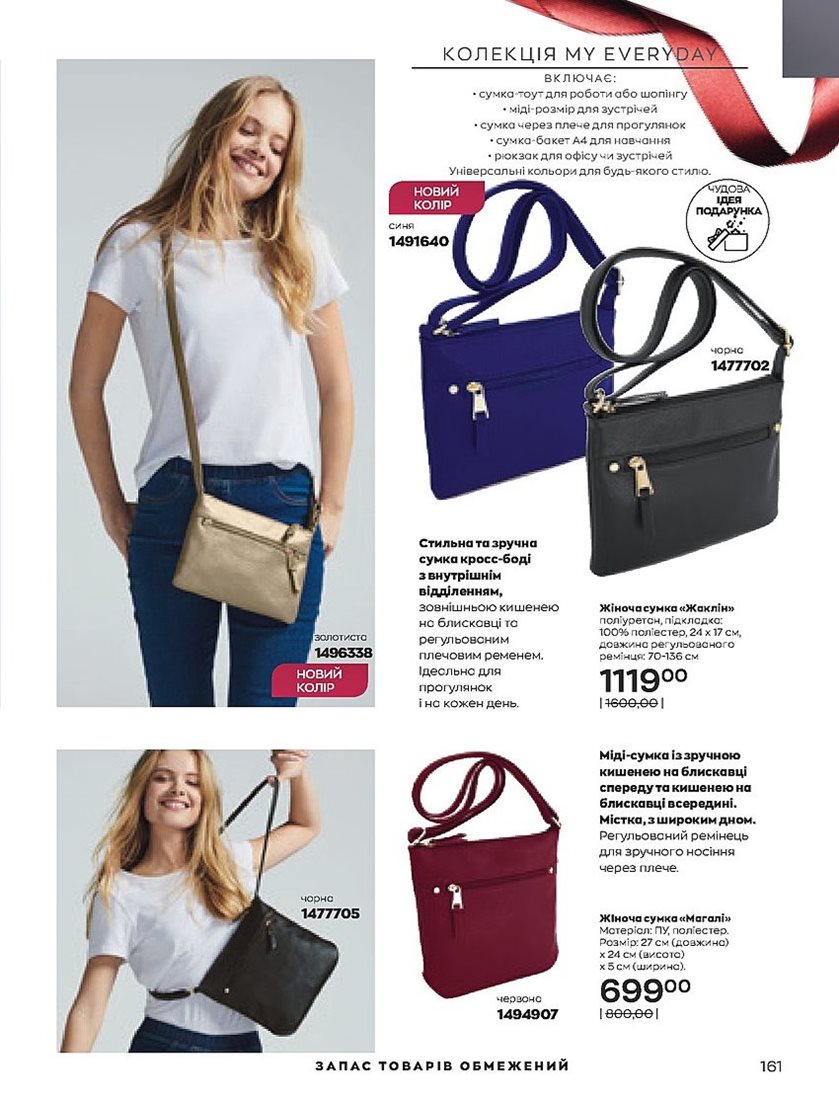 КОЛЕКЦІЯ MY EVERYDAY
ВКЛЮЧАЄ:
• сумка-тоут для роботи або шопінгу
• міді-розмір для зустрічей
• сумка через плече для прогулянок
• сумка-бакет А4 для навчання
• рюкзак для офісу чи зустрічей
Універсальні кольори для будь-якого стилю.
НОВИЙ
КОЛІР
синя
1491640
ЧУДОВА
ІДЕЯ
ПОДАРУНКА
чорна
1477702
золотиста
1496338
НОВИЙ
КОЛІР
Стильна та зручна
сумка кросс-боді
з внутрішнім
відділенням,
зовнішньою кишенею
на блискавці та
регульованим
плечовим ременем.
Ідеальна для
прогулянок
і на кожен день.
Жіноча сумка «Жаклін»
поліуретан, підкладка:
100% поліестер, 24 х 17 см,
довжина регульованого
ремінця: 70-136 см
1119⁰⁰
| 1600,00 |
чорна
1477705
червона
1494907
Міді-сумка із зручною
кишенею на блискавці
спереду та кишенею на
блискавці всередині.
Містка, з широким дном.
Регульований ремінець
для зручного носіння
через плече.
Жіноча сумка «Магалі»
Матеріал: ПУ, поліестер.
Розмір: 27 см (довжина)
х 24 см (висота)
х 5 см (ширина).
699⁰⁰
| 800,00 |
ЗАПАС ТОВАРІВ ОБМЕЖЕНИЙ
161